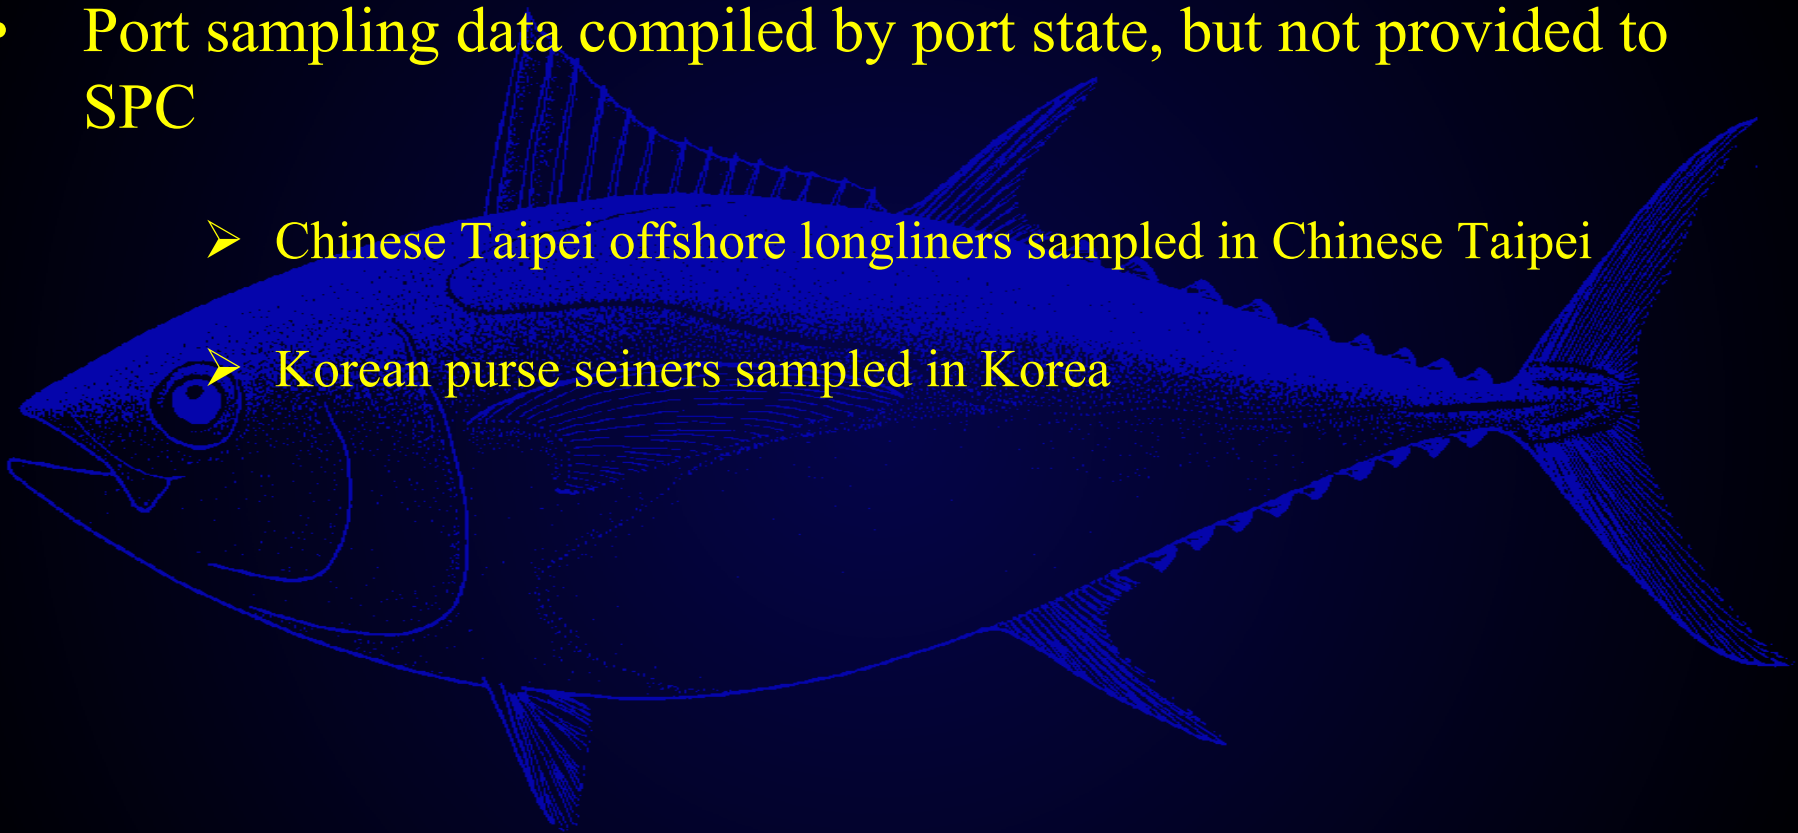 • Port sampling data compiled by port state, but not provided to
SPC
➢ Chinese Taipei offshore longliners sampled in Chinese Taipei
➢ Korean purse seiners sampled in Korea